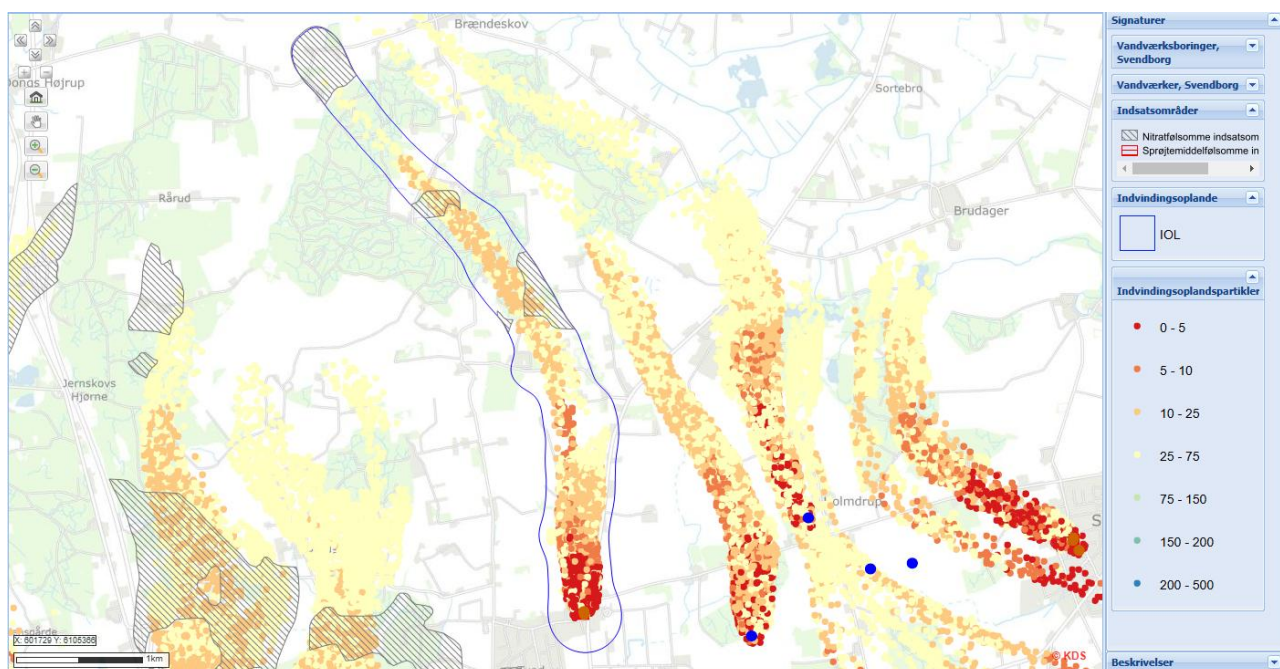 Brændeskov
Dongs Højrup
Sortebro
Rårud
Brudager
Jernskovs
Hjørne
olmdrup
S
X: 601729 Y: 6105366
1km
© KDS
Signaturer
Vandværksboringer,
Svendborg
Vandværker, Svendborg
Indsatsområder
Nitratfølsomme indsatsom
Sprøjtemiddelfølsomme in
Indvindingsoplande
IOL
Indvindingsoplandspartikler
0 - 5
5 - 10
10 - 25
25 - 75
75 - 150
150 - 200
200 - 500
Beskrivelser